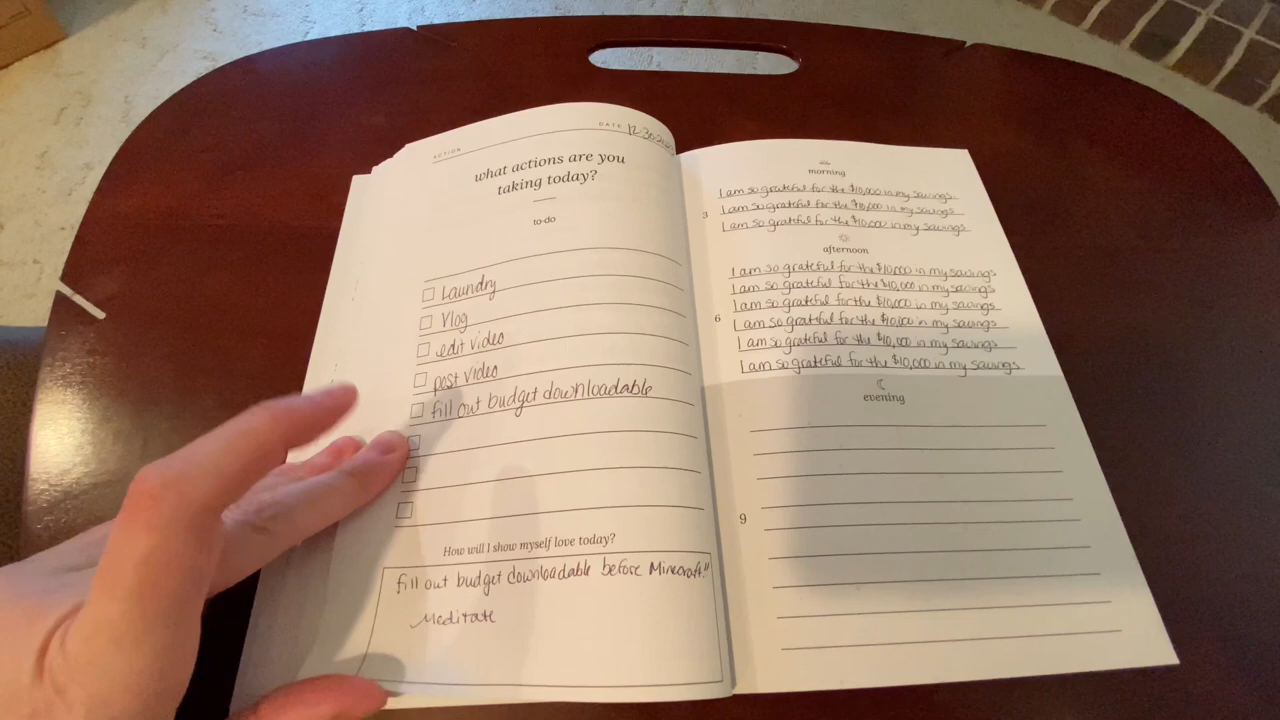 ACTION
DATE 12-30-
what actions are you
taking today?
to-do
Laundry
Vlog
edit video
post video
fill out budget downloadable
How will I show myself love today?
fill out budget downloadable before Minecraft!!
Meditate
morning
I am so grateful for the $10,000 in my savings.
I am so grateful for the $10,000 in my savings
3 I am so grateful for the $10,000 in my savings
afternoon
I am so grateful for the $10,000 in my savings
I am so grateful for the $10,000 in my savings
I am so grateful for the $10,000 in my savings
6 I am so grateful for the $10,000 in my savings
I am so grateful for the $10,000 in my savings
I am so grateful for the $10,000 in my savings
evening
9